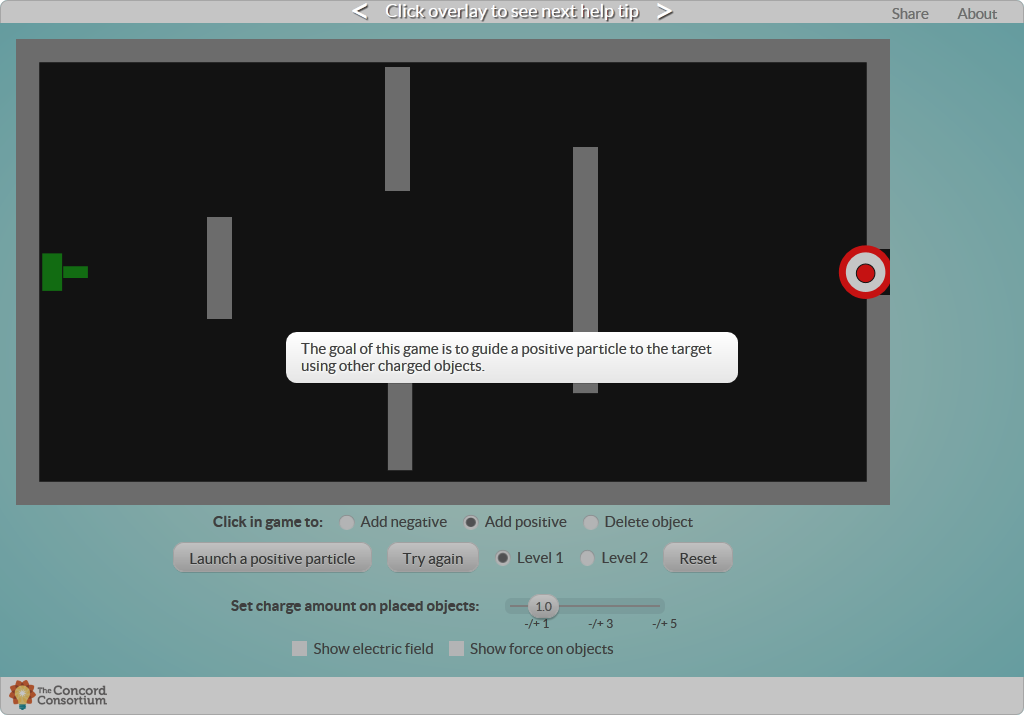 < Click overlay to see next help tip >
Share About
The goal of this game is to guide a positive particle to the target
using other charged objects.
Click in game to: Add negative Add positive Delete object
Launch a positive particle Try again Level 1 Level 2 Reset
Set charge amount on placed objects: 1.0
-/+ 1 -/+ 3 -/+ 5
Show electric field Show force on objects
The Concord
Consortium